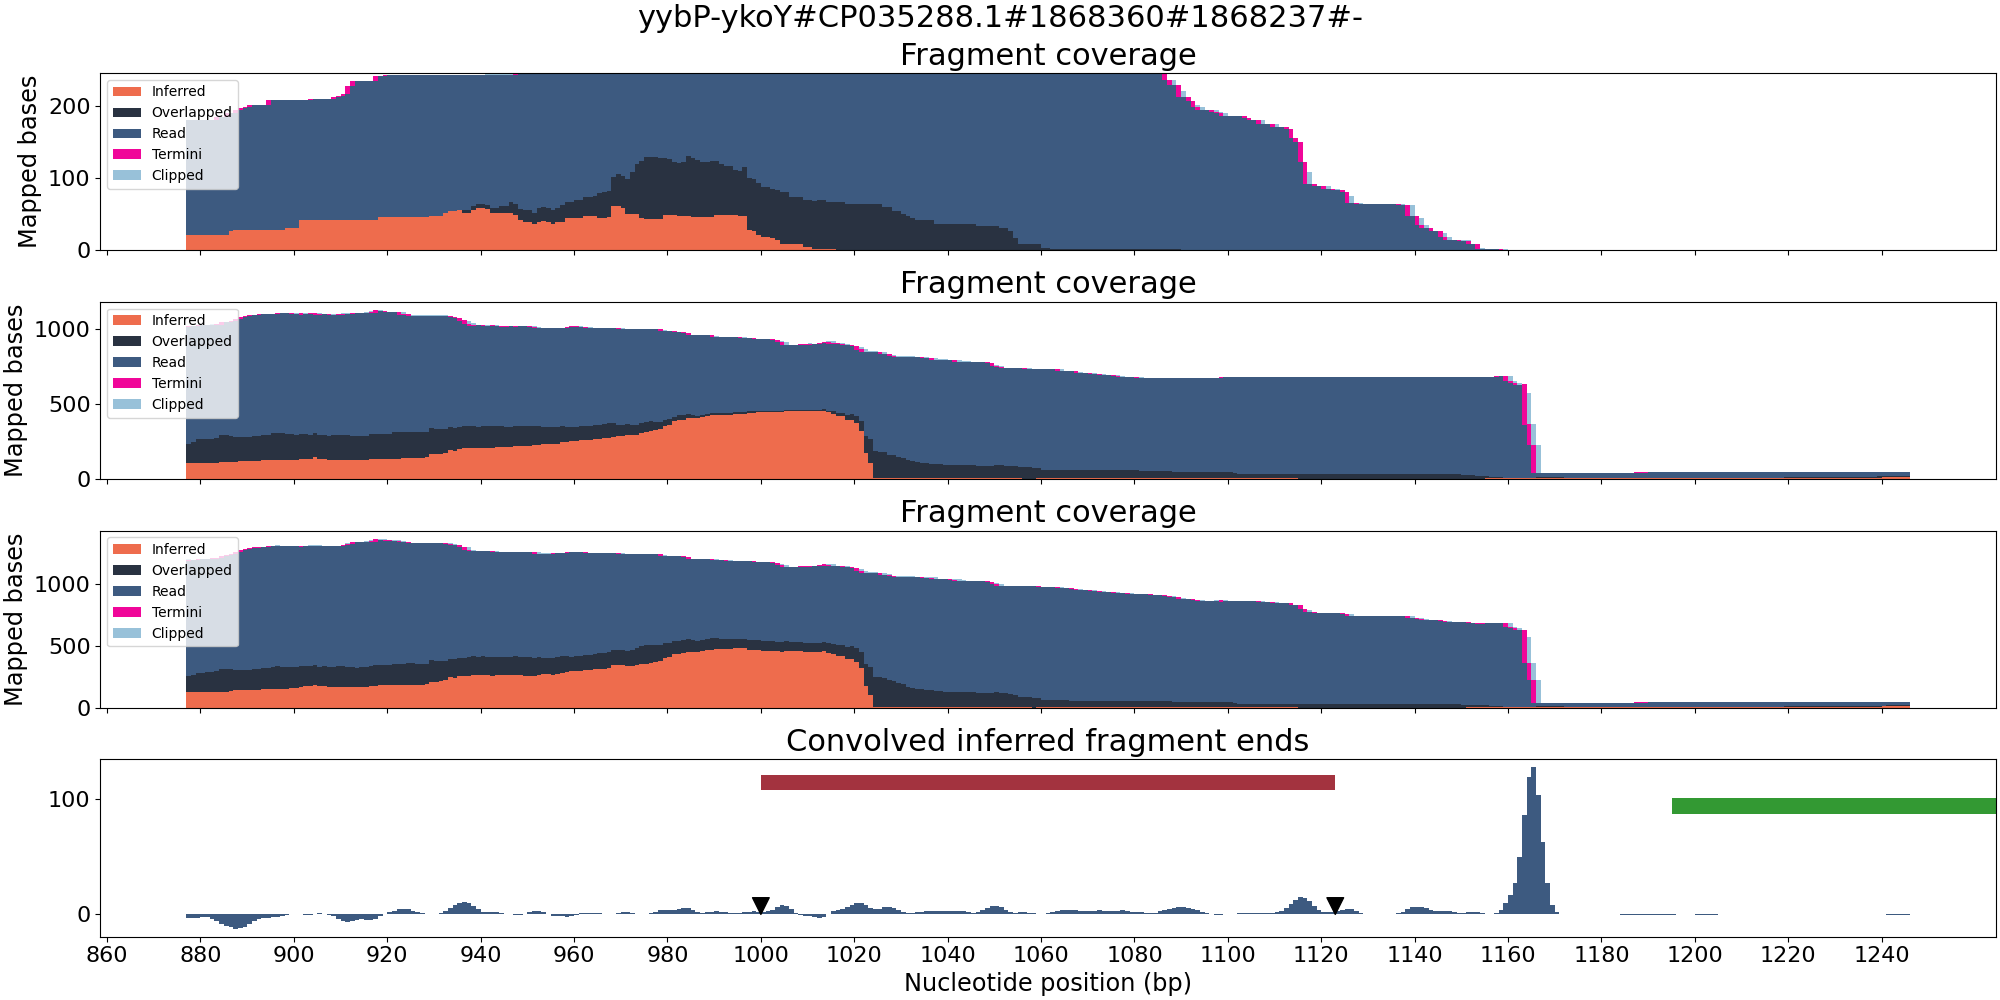 yybP-ykoY#CP035288.1#1868360#1868237#-
Fragment coverage
Mapped bases
200
100
0
Inferred
Overlapped
Read
Termini
Clipped
Fragment coverage
Mapped bases
1000
500
0
Inferred
Overlapped
Read
Termini
Clipped
Fragment coverage
Mapped bases
1000
500
0
Inferred
Overlapped
Read
Termini
Clipped
Convolved inferred fragment ends
100
0
860 880 900 920 940 960 980 1000 1020 1040 1060 1080 1100 1120 1140 1160 1180 1200 1220 1240
Nucleotide position (bp)